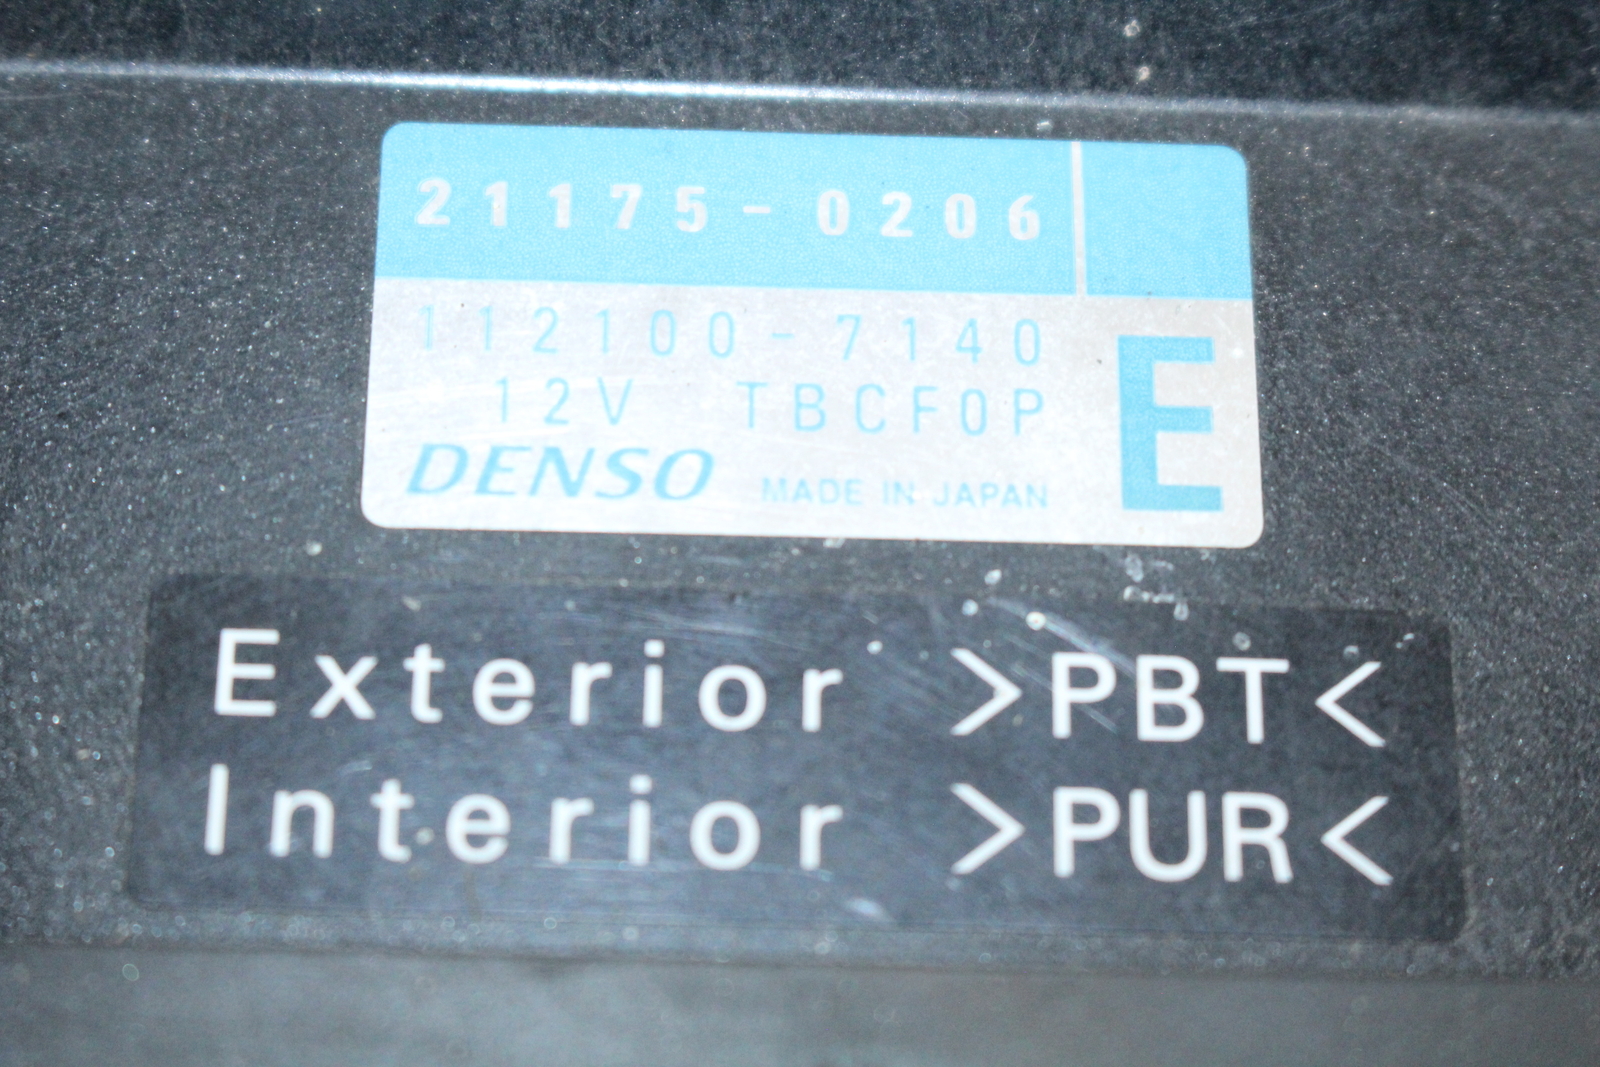 21175-0206
112100-7140
12V TBCF0P
E
DENSO MADE IN JAPAN
Exterior >PBT<
Interior >PUR<